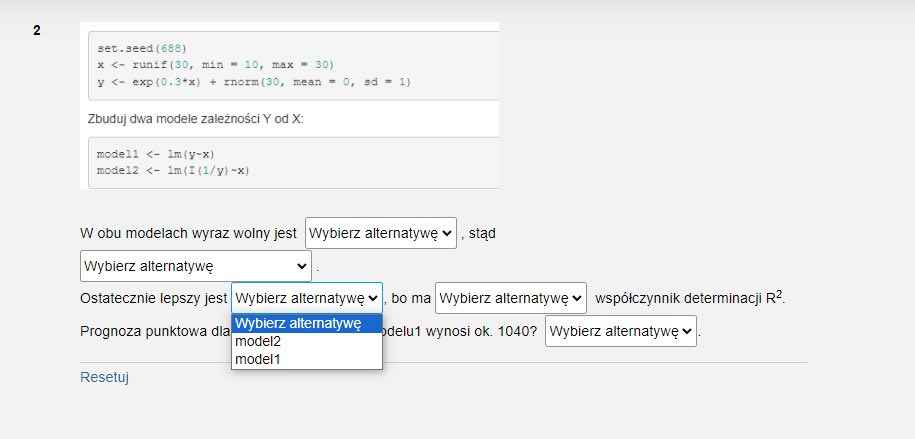 2
set.seed(688)
x <- runif(30, min = 10, max = 30)
y <- exp(0.3*x) + rnorm(30, mean = 0, sd = 1)
Zbuduj dwa modele zależności Y od X:
model1 <- lm(y~x)
model2 <- lm(I(1/y)~x)
W obu modelach wyraz wolny jest Wybierz alternatywę , stąd
Wybierz alternatywę .
Ostatecznie lepszy jest Wybierz alternatywę , bo ma Wybierz alternatywę współczynnik determinacji R².
Wybierz alternatywę
Prognoza punktowa dla wynosi ok. 1040? Wybierz alternatywę .
model2
model1
Resetuj